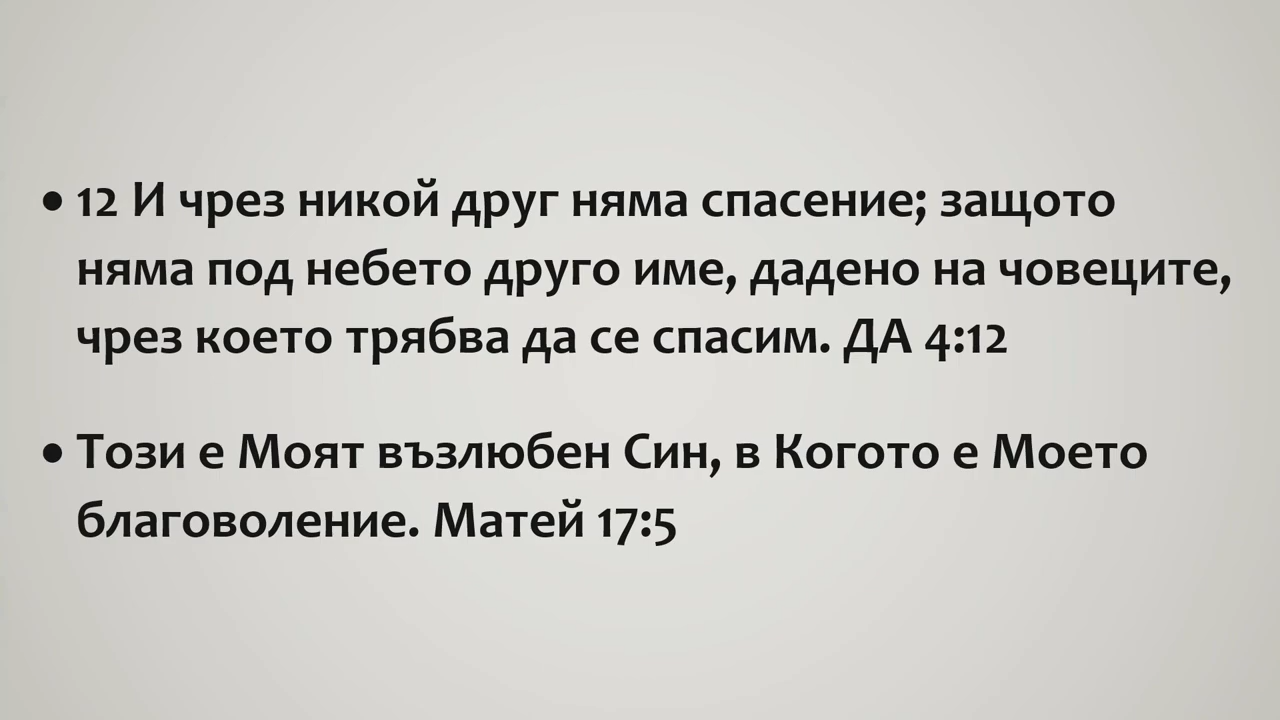 • 12 И чрез никой друг няма спасение; защото
няма под небето друго име, дадено на човеците,
чрез което трябва да се спасим. ДА 4:12
• Този е Моят възлюбен Син, в Когото е Моето
благоволение. Матей 17:5